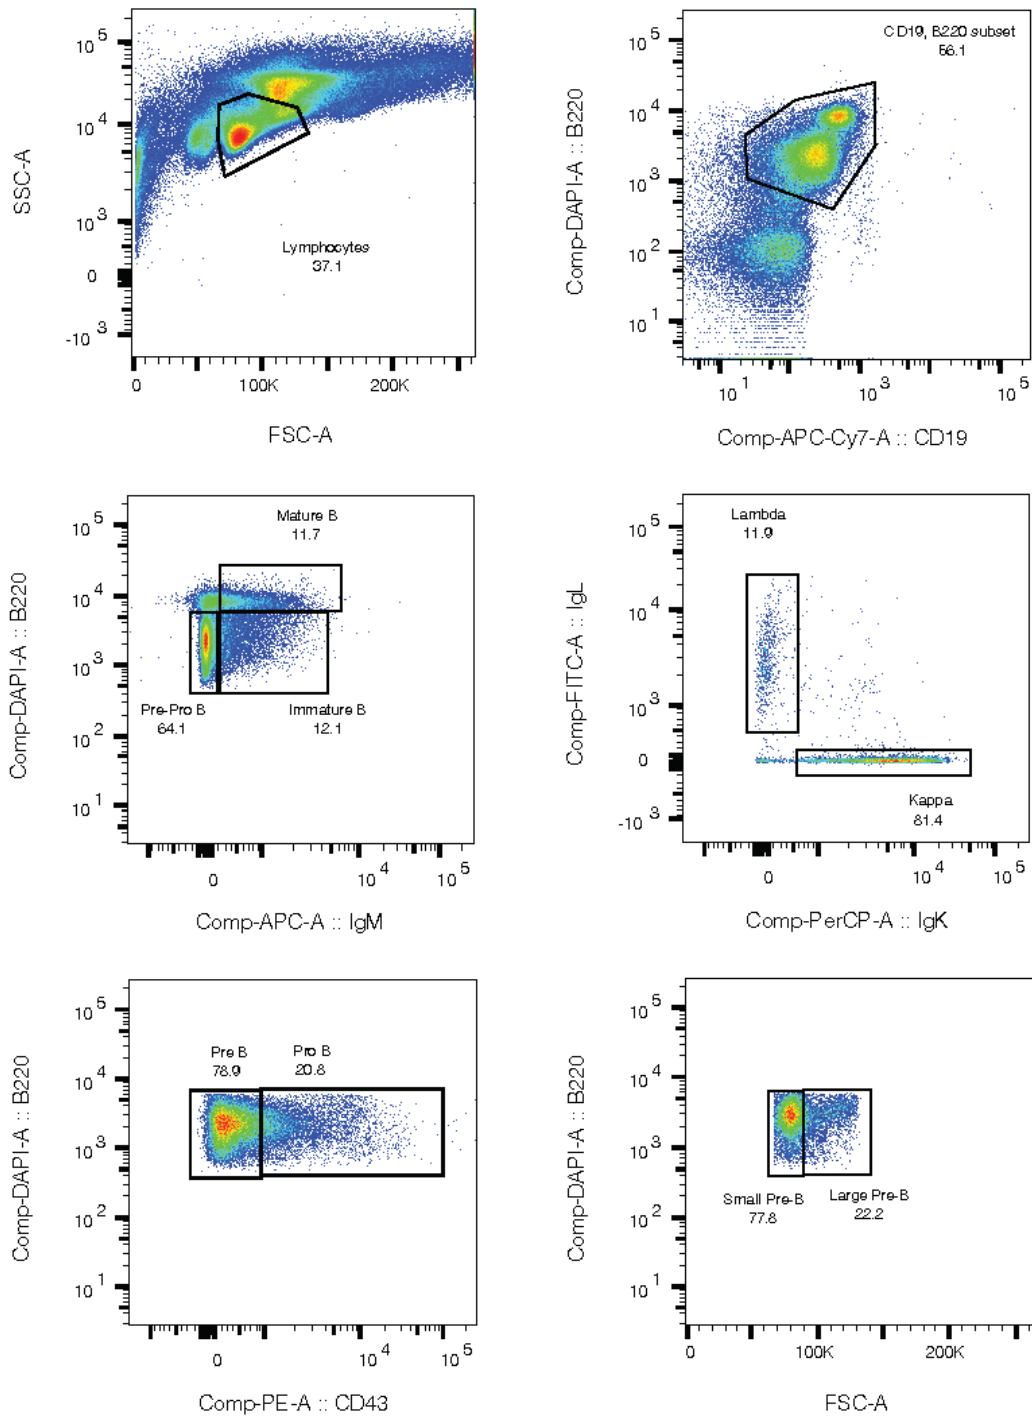 10 5
10 4
10 3
0
-10 3
SSC-A
Lymphocytes
37.1
0 100K 200K
FSC-A
CD19, B220 subset
56.1
10 5
10 4
10 3
10 2
10 1
Comp-DAPI-A :: B220
10 1 10 3 10 5
Comp-APC-Cy7-A :: CD19
Mature B
11.7
10 5
10 4
10 3
10 2
10 1
Comp-DAPI-A :: B220
Pre-Pro B
64.1
Immature B
12.1
0 10 4 10 5
Comp-APC-A :: IgM
Lambda
11.9
10 5
10 4
10 3
0
-10 3
Comp-FITC-A :: IgL
Kappa
81.4
0 10 4 10 5
Comp-PerCP-A :: IgK
10 5
10 4
10 3
10 2
10 1
Comp-DAPI-A :: B220
Pre B
78.9
Pro B
20.8
0 10 4 10 5
Comp-PE-A :: CD43
10 5
10 4
10 3
10 2
10 1
Comp-DAPI-A :: B220
Small Pre-B
77.8
Large Pre-B
22.2
0 100K 200K
FSC-A